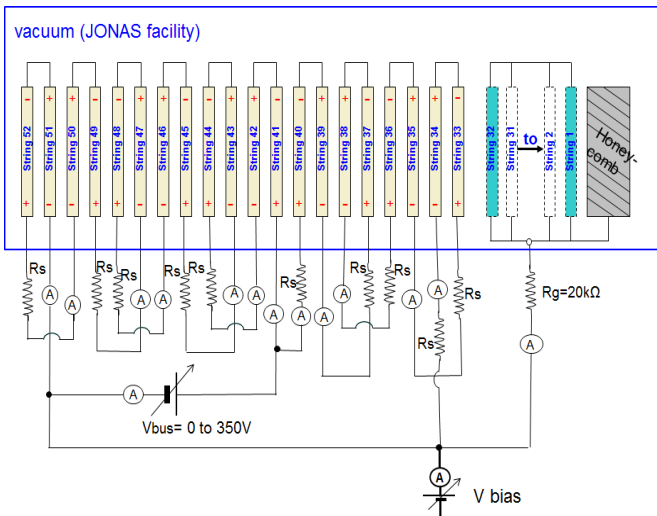 vacuum (JONAS facility)
String 52
String 51
String 50
String 49
String 48
String 47
String 46
String 45
String 44
String 43
String 42
String 41
String 40
String 39
String 38
String 37
String 36
String 35
String 34
String 33
String 32
String 31
to
String 2
String 1
Honey-
comb
Rs
A
A
Rs
Rs
A
A
Rs
Rs
A
A
A
Rs
A
A
A
Rs
Rs
A
A
Rs
Rs
Rg=20kΩ
A
A
Vbus= 0 to 350V
A
V bias